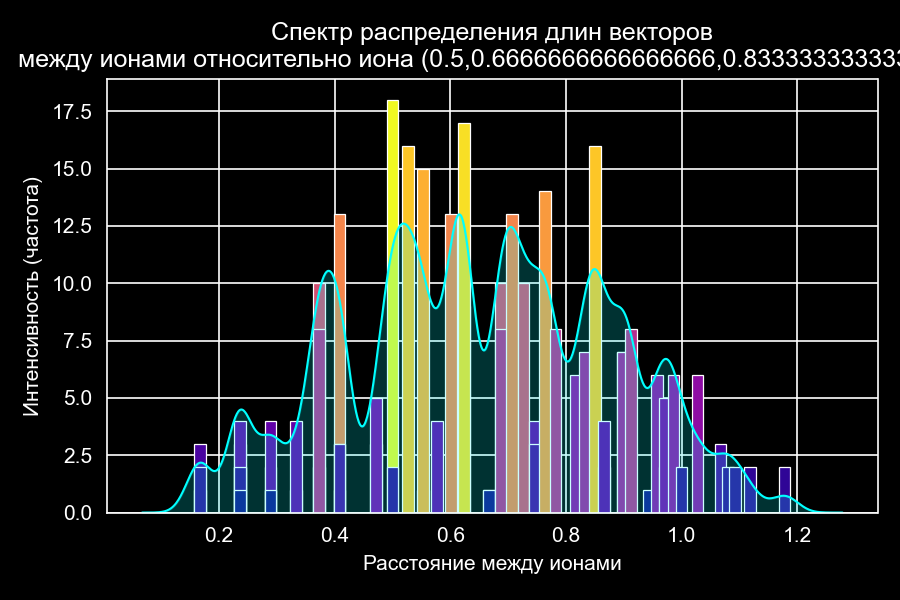 Спектр распределения длин векторов
между ионами относительно иона (0.5,0.6666666666666666,0.833333333333
17.5
15.0
12.5
10.0
7.5
5.0
2.5
0.0
Интенсивность (частота)
0.2 0.4 0.6 0.8 1.0 1.2
Расстояние между ионами